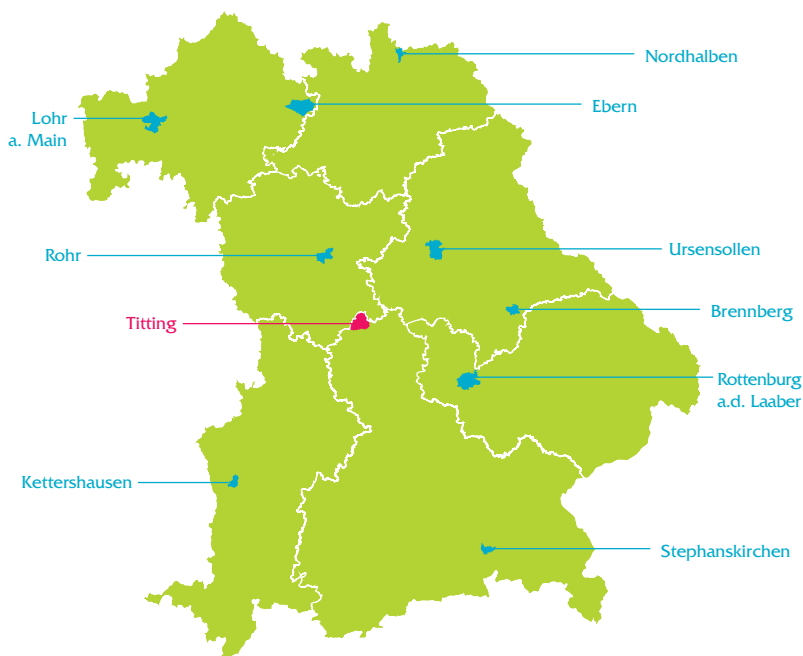 Nordhalben
Ebern
Lohr
a. Main
Rohr
Ursensollen
Titting
Brennberg
Rottenburg
a.d. Laaber
Kettershausen
Stephanskirchen